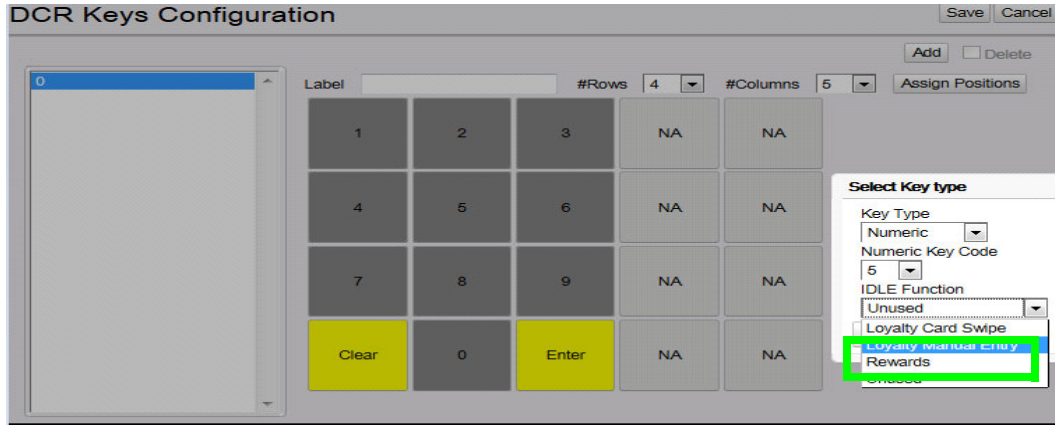 DCR Keys Configuration
Save Cancel
Add Delete
0
Label #Rows 4 #Columns 5 Assign Positions
1 2 3 NA NA
4 5 6 NA NA
7 8 9 NA NA
Clear 0 Enter NA NA
Select Key type
Key Type
Numeric
Numeric Key Code
5
IDLE Function
Unused
Loyalty Card Swipe
Loyalty Manual Entry
Rewards
Unused